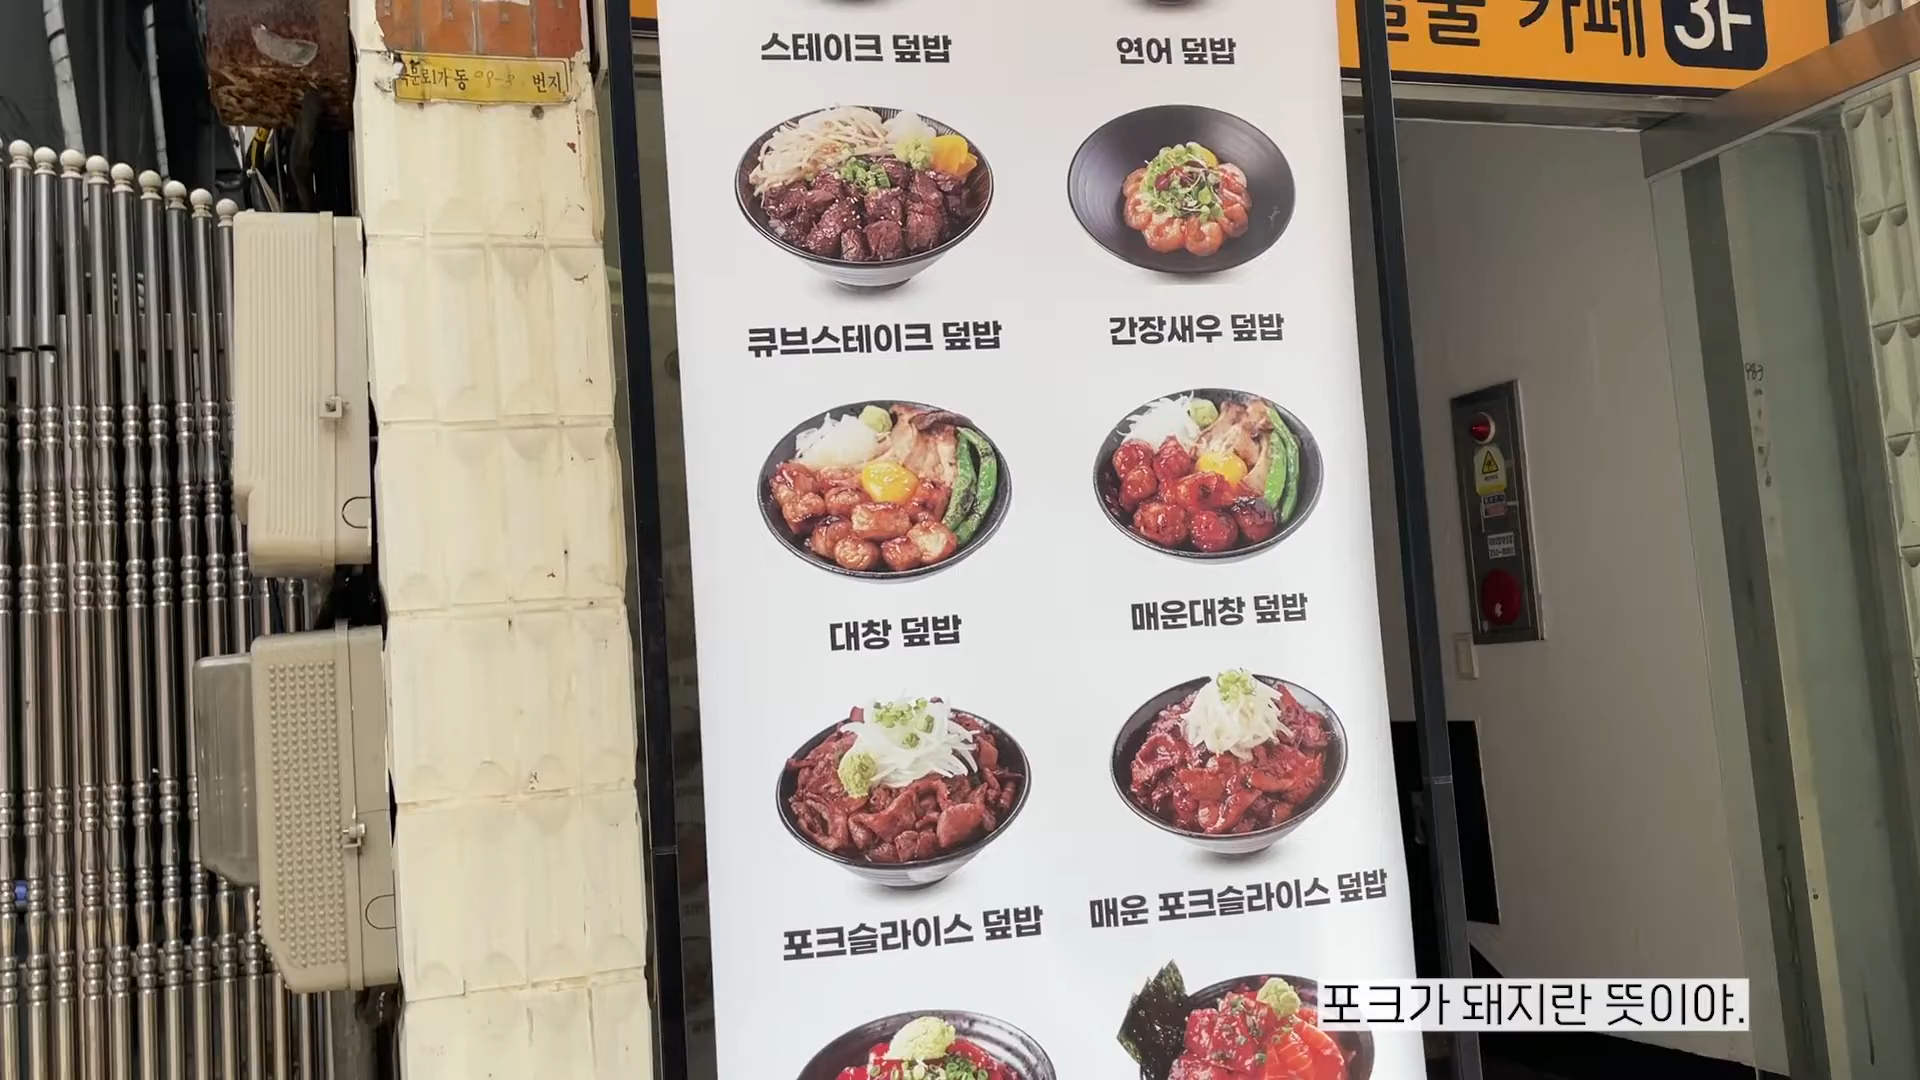 카페 3F
번지
스테이크 덮밥
연어 덮밥
큐브스테이크 덮밥
간장새우 덮밥
대창 덮밥
매운대창 덮밥
포크슬라이스 덮밥
매운 포크슬라이스 덮밥
포크가 돼지란 뜻이야.